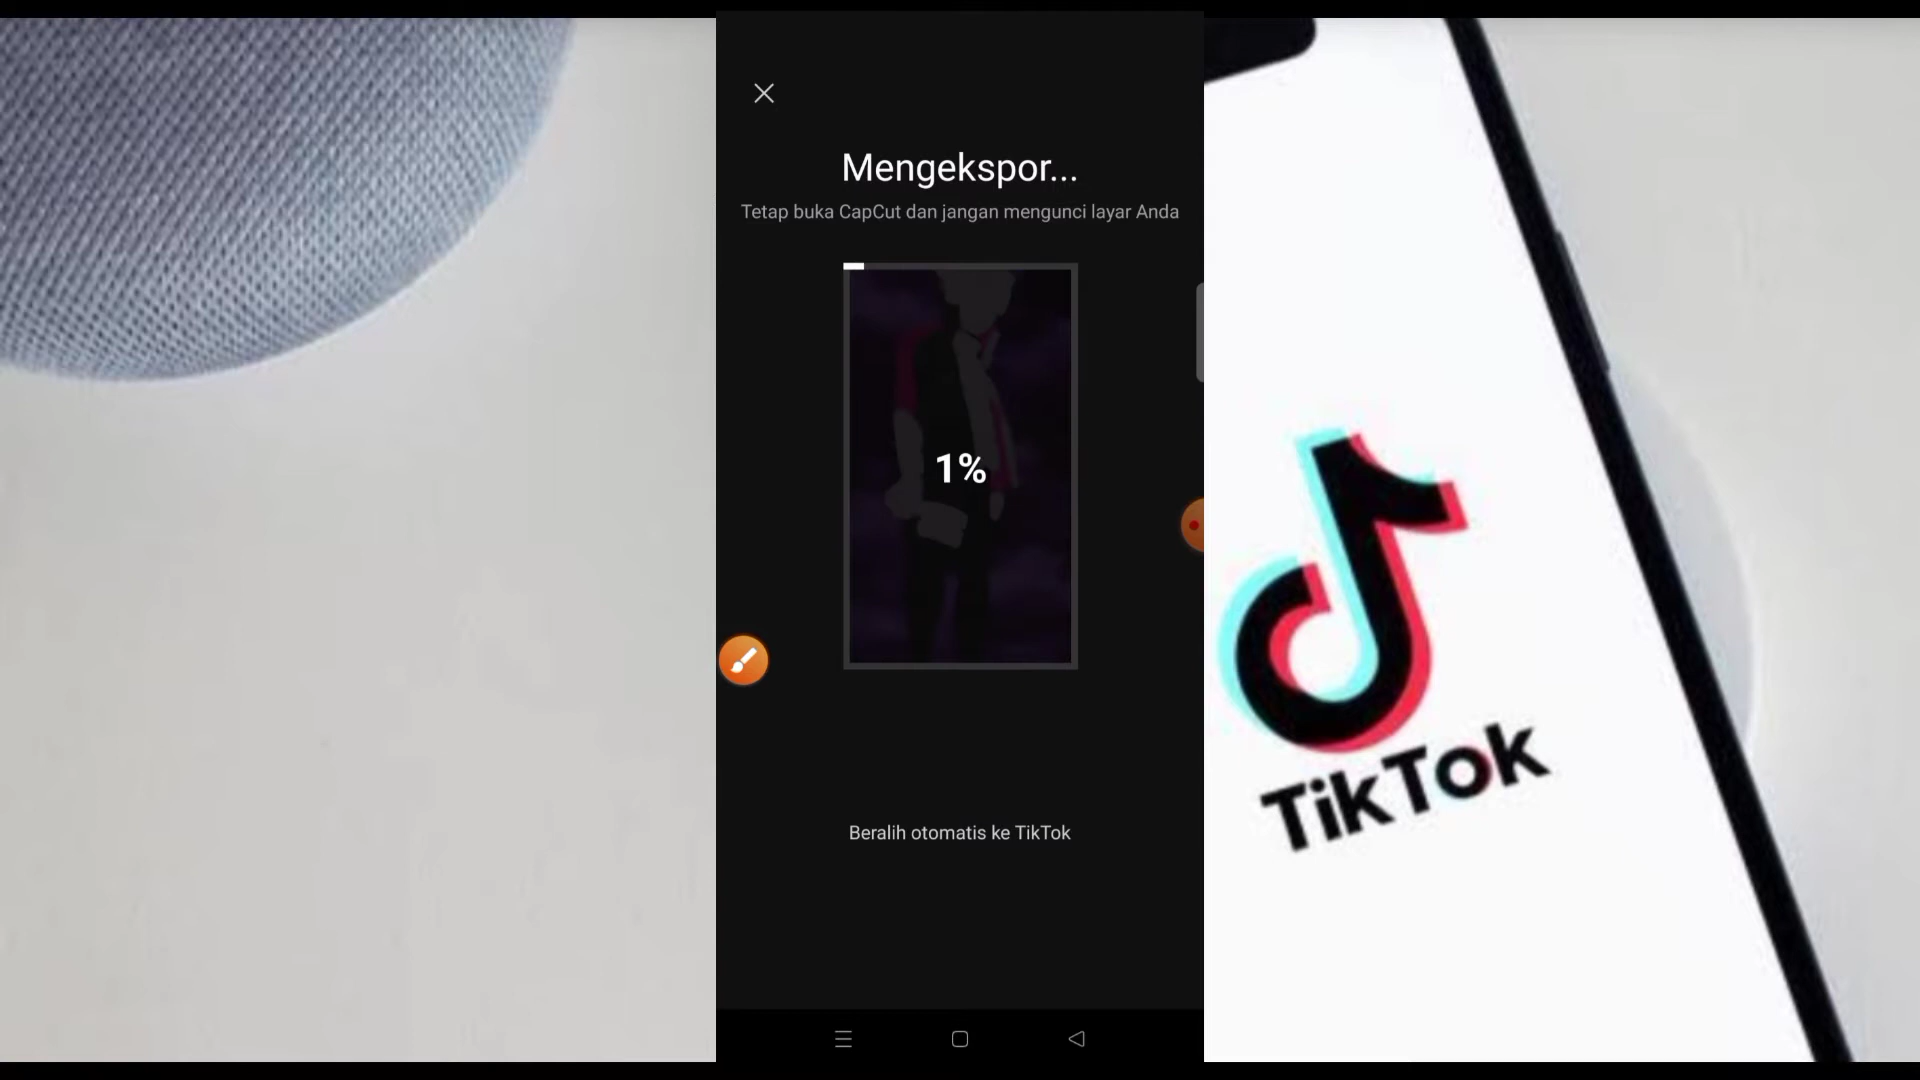 Mengekspor...
Tetap buka CapCut dan jangan mengunci layar Anda
1%
Beralih otomatis ke TikTok
TikTok